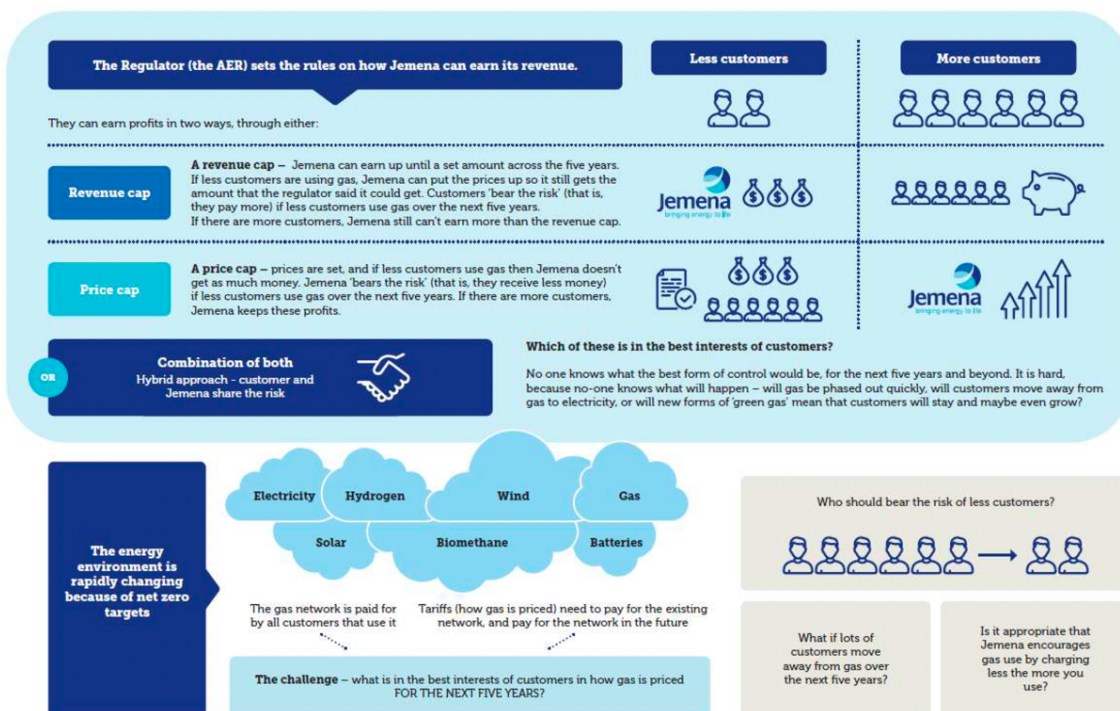 The Regulator (the AER) sets the rules on how Jemena can earn its revenue.
Less customers
More customers
They can earn profits in two ways, through either:
Revenue cap
A revenue cap – Jemena can earn up until a set amount across the five years.
If less customers are using gas, Jemena can put the prices up so it still gets the
amount that the regulator said it could get. Customers ‘bear the risk’ (that is,
they pay more) if less customers use gas over the next five years.
If there are more customers, Jemena still can’t earn more than the revenue cap.
Jemena
bringing energy to life
$ $ $
Price cap
A price cap – prices are set, and if less customers use gas then Jemena doesn’t
get as much money. Jemena ‘bears the risk’ (that is, they receive less money)
if less customers use gas over the next five years. If there are more customers,
Jemena keeps these profits.
$ $ $
Jemena
bringing energy to life
OR
Combination of both
Hybrid approach - customer and
Jemena share the risk
Which of these is in the best interests of customers?
No one knows what the best form of control would be, for the next five years and beyond. It is hard,
because no-one knows what will happen – will gas be phased out quickly, will customers move away from
gas to electricity, or will new forms of ‘green gas’ mean that customers will stay and maybe even grow?
The energy
environment is
rapidly changing
because of net zero
targets
Electricity
Hydrogen
Wind
Gas
Solar
Biomethane
Batteries
The gas network is paid for
by all customers that use it
Tariffs (how gas is priced) need to pay for the existing
network, and pay for the network in the future
The challenge – what is in the best interests of customers in how gas is priced
FOR THE NEXT FIVE YEARS?
Who should bear the risk of less customers?
What if lots of
customers move
away from gas over
the next five years?
Is it appropriate that
Jemena encourages
gas use by charging
less the more you
use?